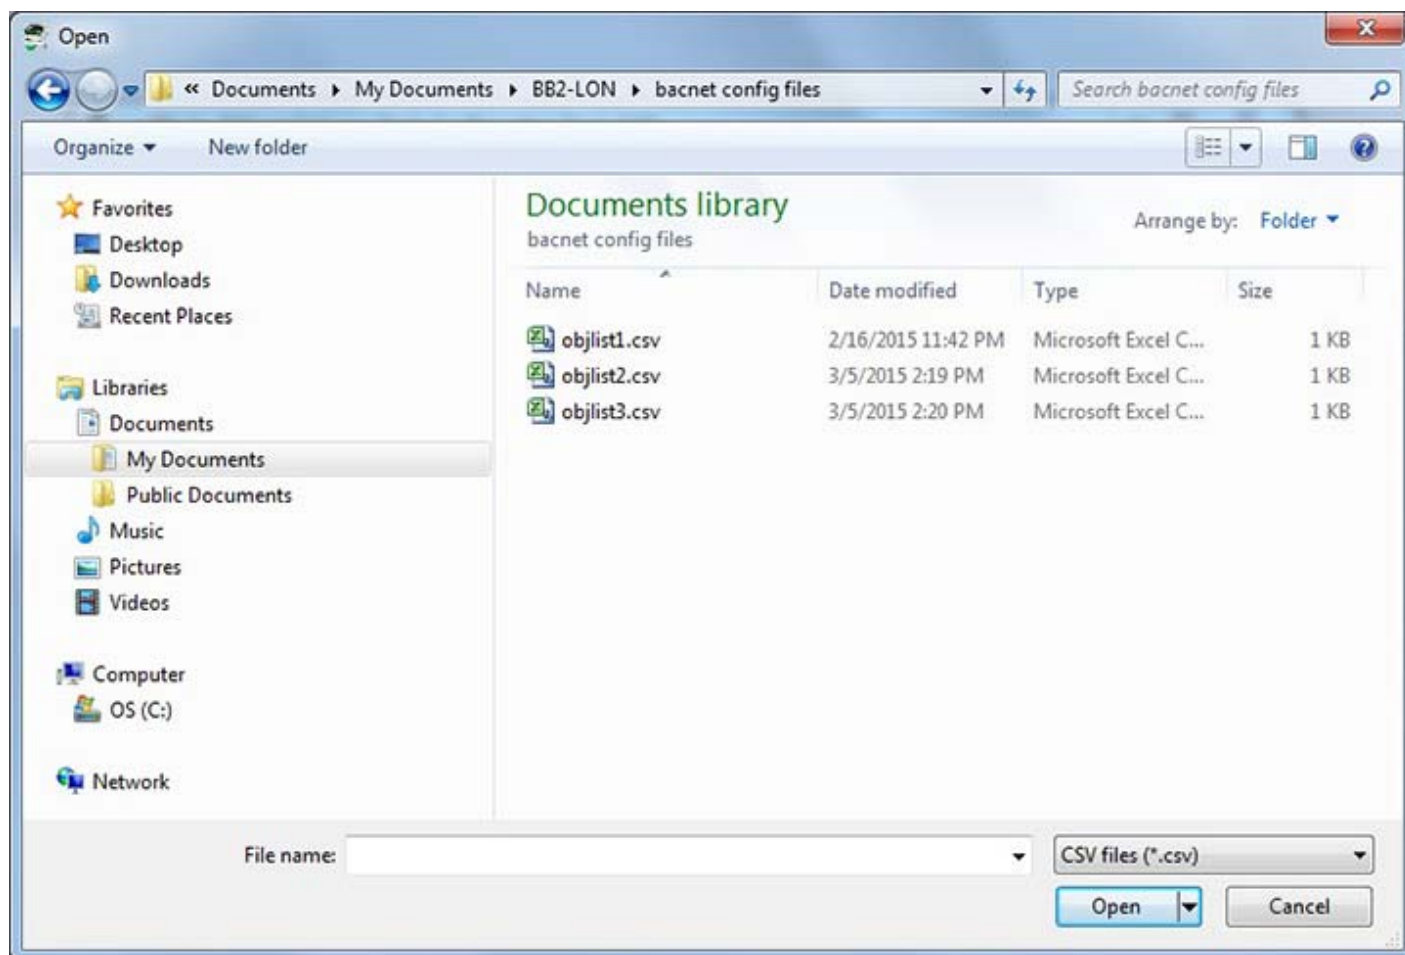 Open
« Documents ▸ My Documents ▸ BB2-LON ▸ bacnet config files
Search bacnet config files
Organize New folder
Favorites
Desktop
Downloads
Recent Places
Libraries
Documents
My Documents
Public Documents
Music
Pictures
Videos
Computer
OS (C:)
Network
Documents library
bacnet config files
Arrange by: Folder
Name Date modified Type Size
objlist1.csv 2/16/2015 11:42 PM Microsoft Excel C... 1 KB
objlist2.csv 3/5/2015 2:19 PM Microsoft Excel C... 1 KB
objlist3.csv 3/5/2015 2:20 PM Microsoft Excel C... 1 KB
File name:
CSV files (*.csv)
Open Cancel